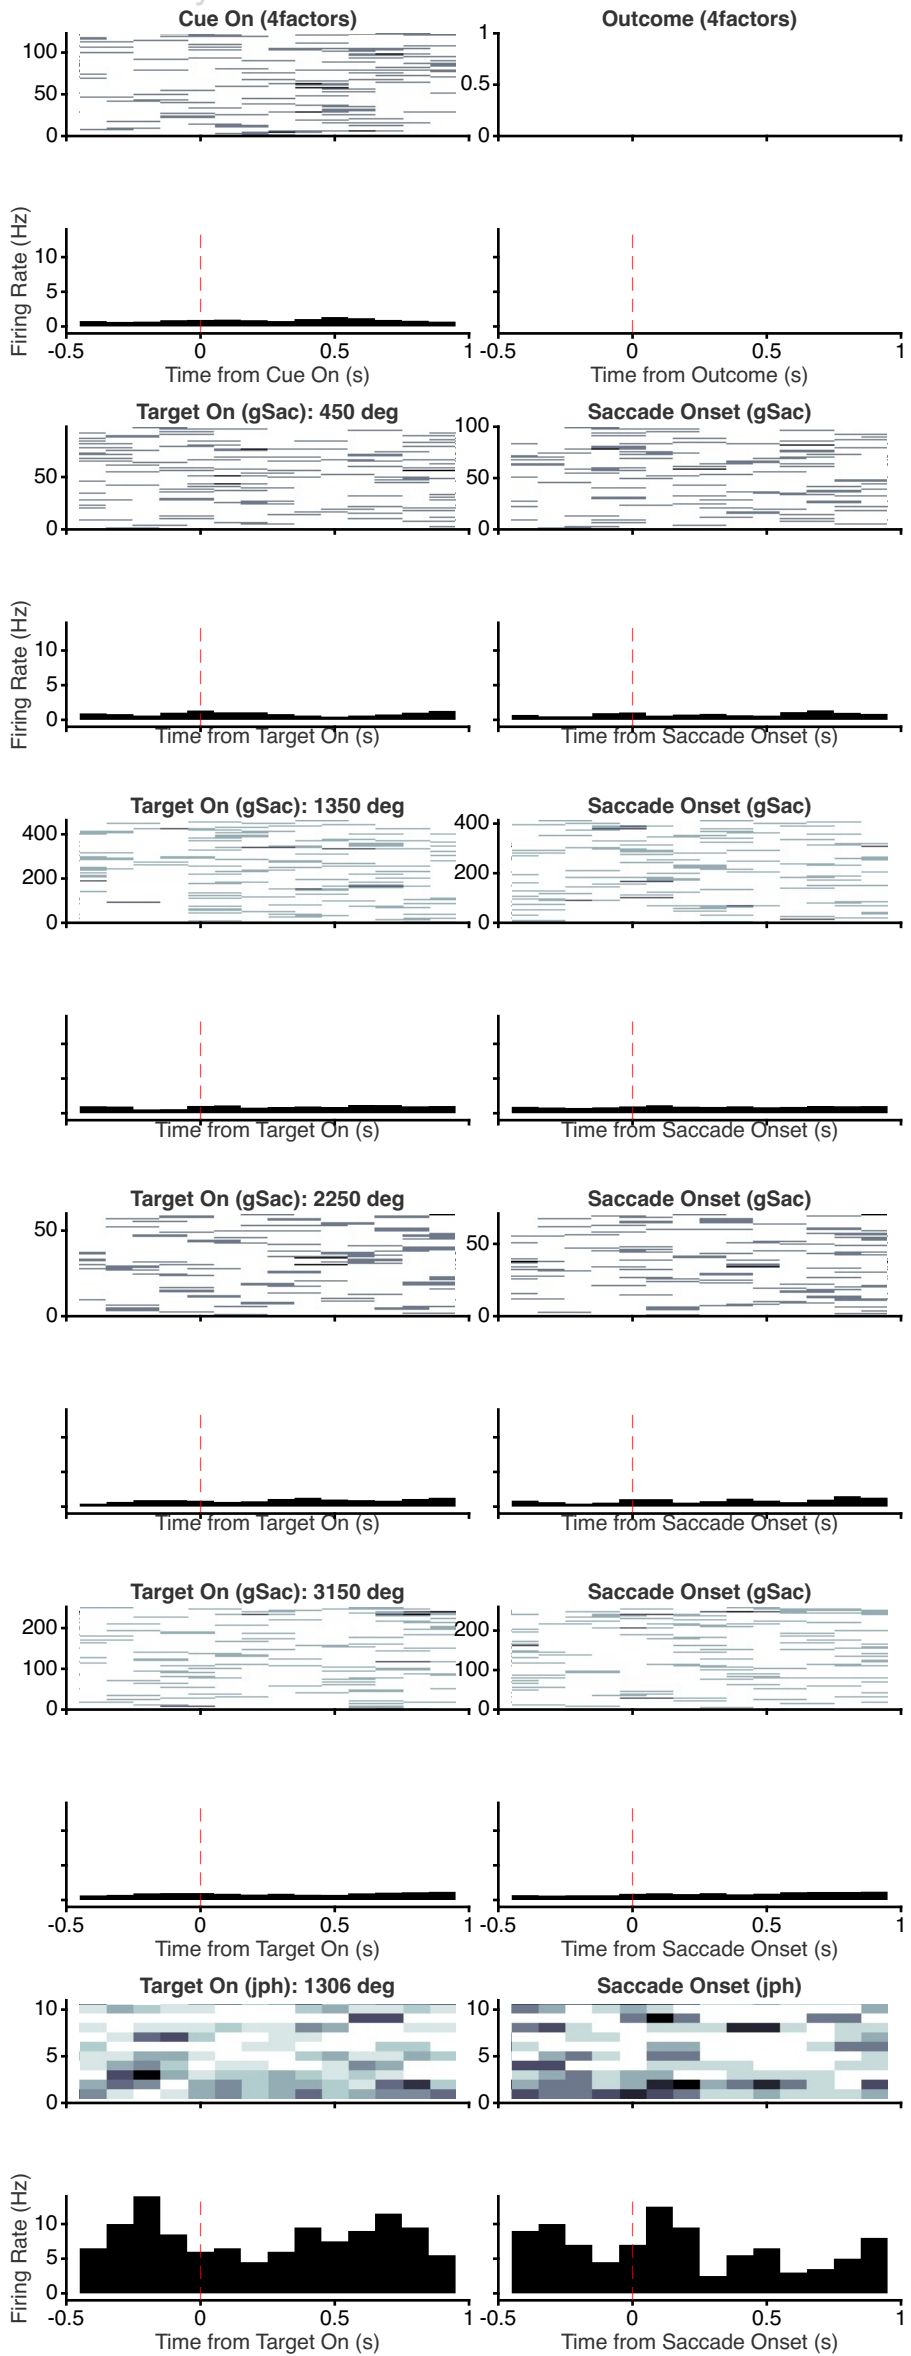 Cue On (4factors)
Outcome (4factors)
100
50
0
1
0.5
0
Firing Rate (Hz)
10
5
0
-0.5 0 0.5 1
Time from Cue On (s)
-0.5 0 0.5 1
Time from Outcome (s)
Target On (gSac): 450 deg
Saccade Onset (gSac)
50
0
100
50
0
Firing Rate (Hz)
10
5
0
Time from Target On (s)
Time from Saccade Onset (s)
Target On (gSac): 1350 deg
Saccade Onset (gSac)
400
200
0
400
200
0
Time from Target On (s)
Time from Saccade Onset (s)
Target On (gSac): 2250 deg
Saccade Onset (gSac)
50
0
50
0
Time from Target On (s)
Time from Saccade Onset (s)
Target On (gSac): 3150 deg
Saccade Onset (gSac)
200
100
0
200
100
0
-0.5 0 0.5 1
Time from Target On (s)
-0.5 0 0.5 1
Time from Saccade Onset (s)
Target On (jph): 1306 deg
Saccade Onset (jph)
10
5
0
10
5
0
Firing Rate (Hz)
10
5
0
-0.5 0 0.5 1
Time from Target On (s)
-0.5 0 0.5 1
Time from Saccade Onset (s)